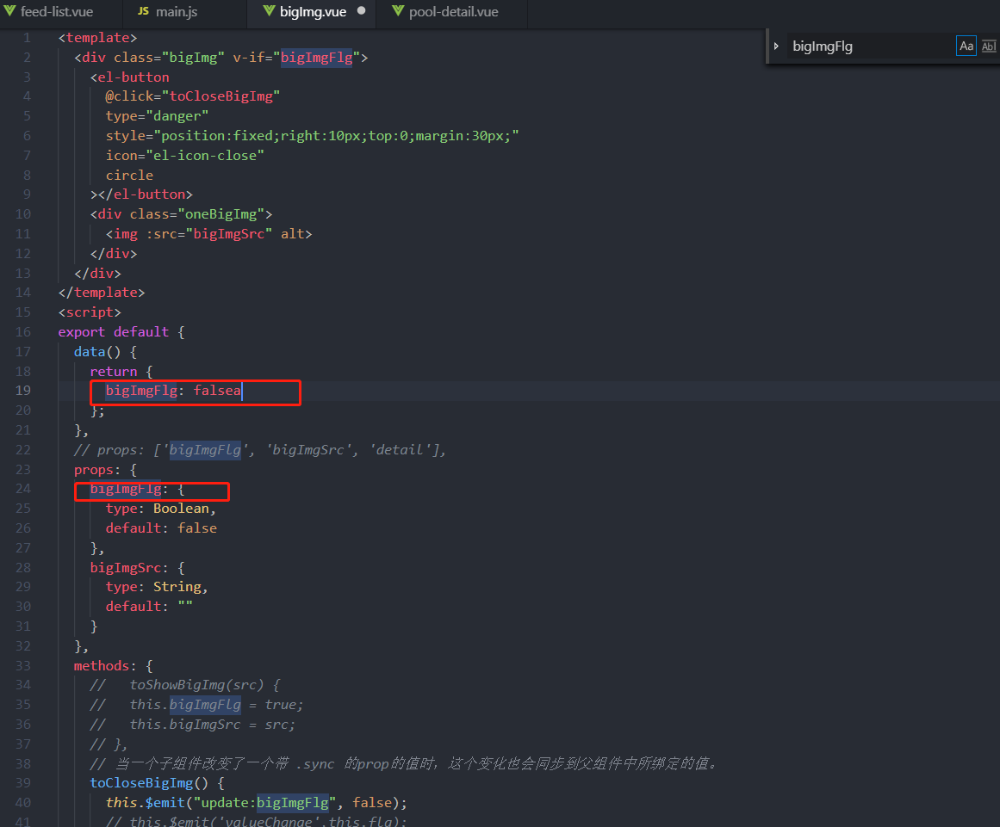 feed-list.vue JS main.js bigImg.vue pool-detail.vue
bigImgFlg Aa Abl
1 <template>
2 <div class="bigImg" v-if="bigImgFlg">
3 <el-button
4 @click="toCloseBigImg"
5 type="danger"
6 style="position:fixed;right:10px;top:0;margin:30px;"
7 icon="el-icon-close"
8 circle
9 ></el-button>
10 <div class="oneBigImg">
11 <img :src="bigImgSrc" alt>
12 </div>
13 </div>
14 </template>
15 <script>
16 export default {
17 data() {
18 return {
19 bigImgFlg: falsea
20 };
21 },
22 // props: ['bigImgFlg', 'bigImgSrc', 'detail'],
23 props: {
24 bigImgFlg: {
25 type: Boolean,
26 default: false
27 },
28 bigImgSrc: {
29 type: String,
30 default: ""
31 }
32 },
33 methods: {
34 // toShowBigImg(src) {
35 // this.bigImgFlg = true;
36 // this.bigImgSrc = src;
37 // },
38 // 当一个子组件改变了一个带 .sync 的prop的值时，这个变化也会同步到父组件中所绑定的值。
39 toCloseBigImg() {
40 this.$emit("update:bigImgFlg", false);
41 // this.$emit('valueChange',this.flg);